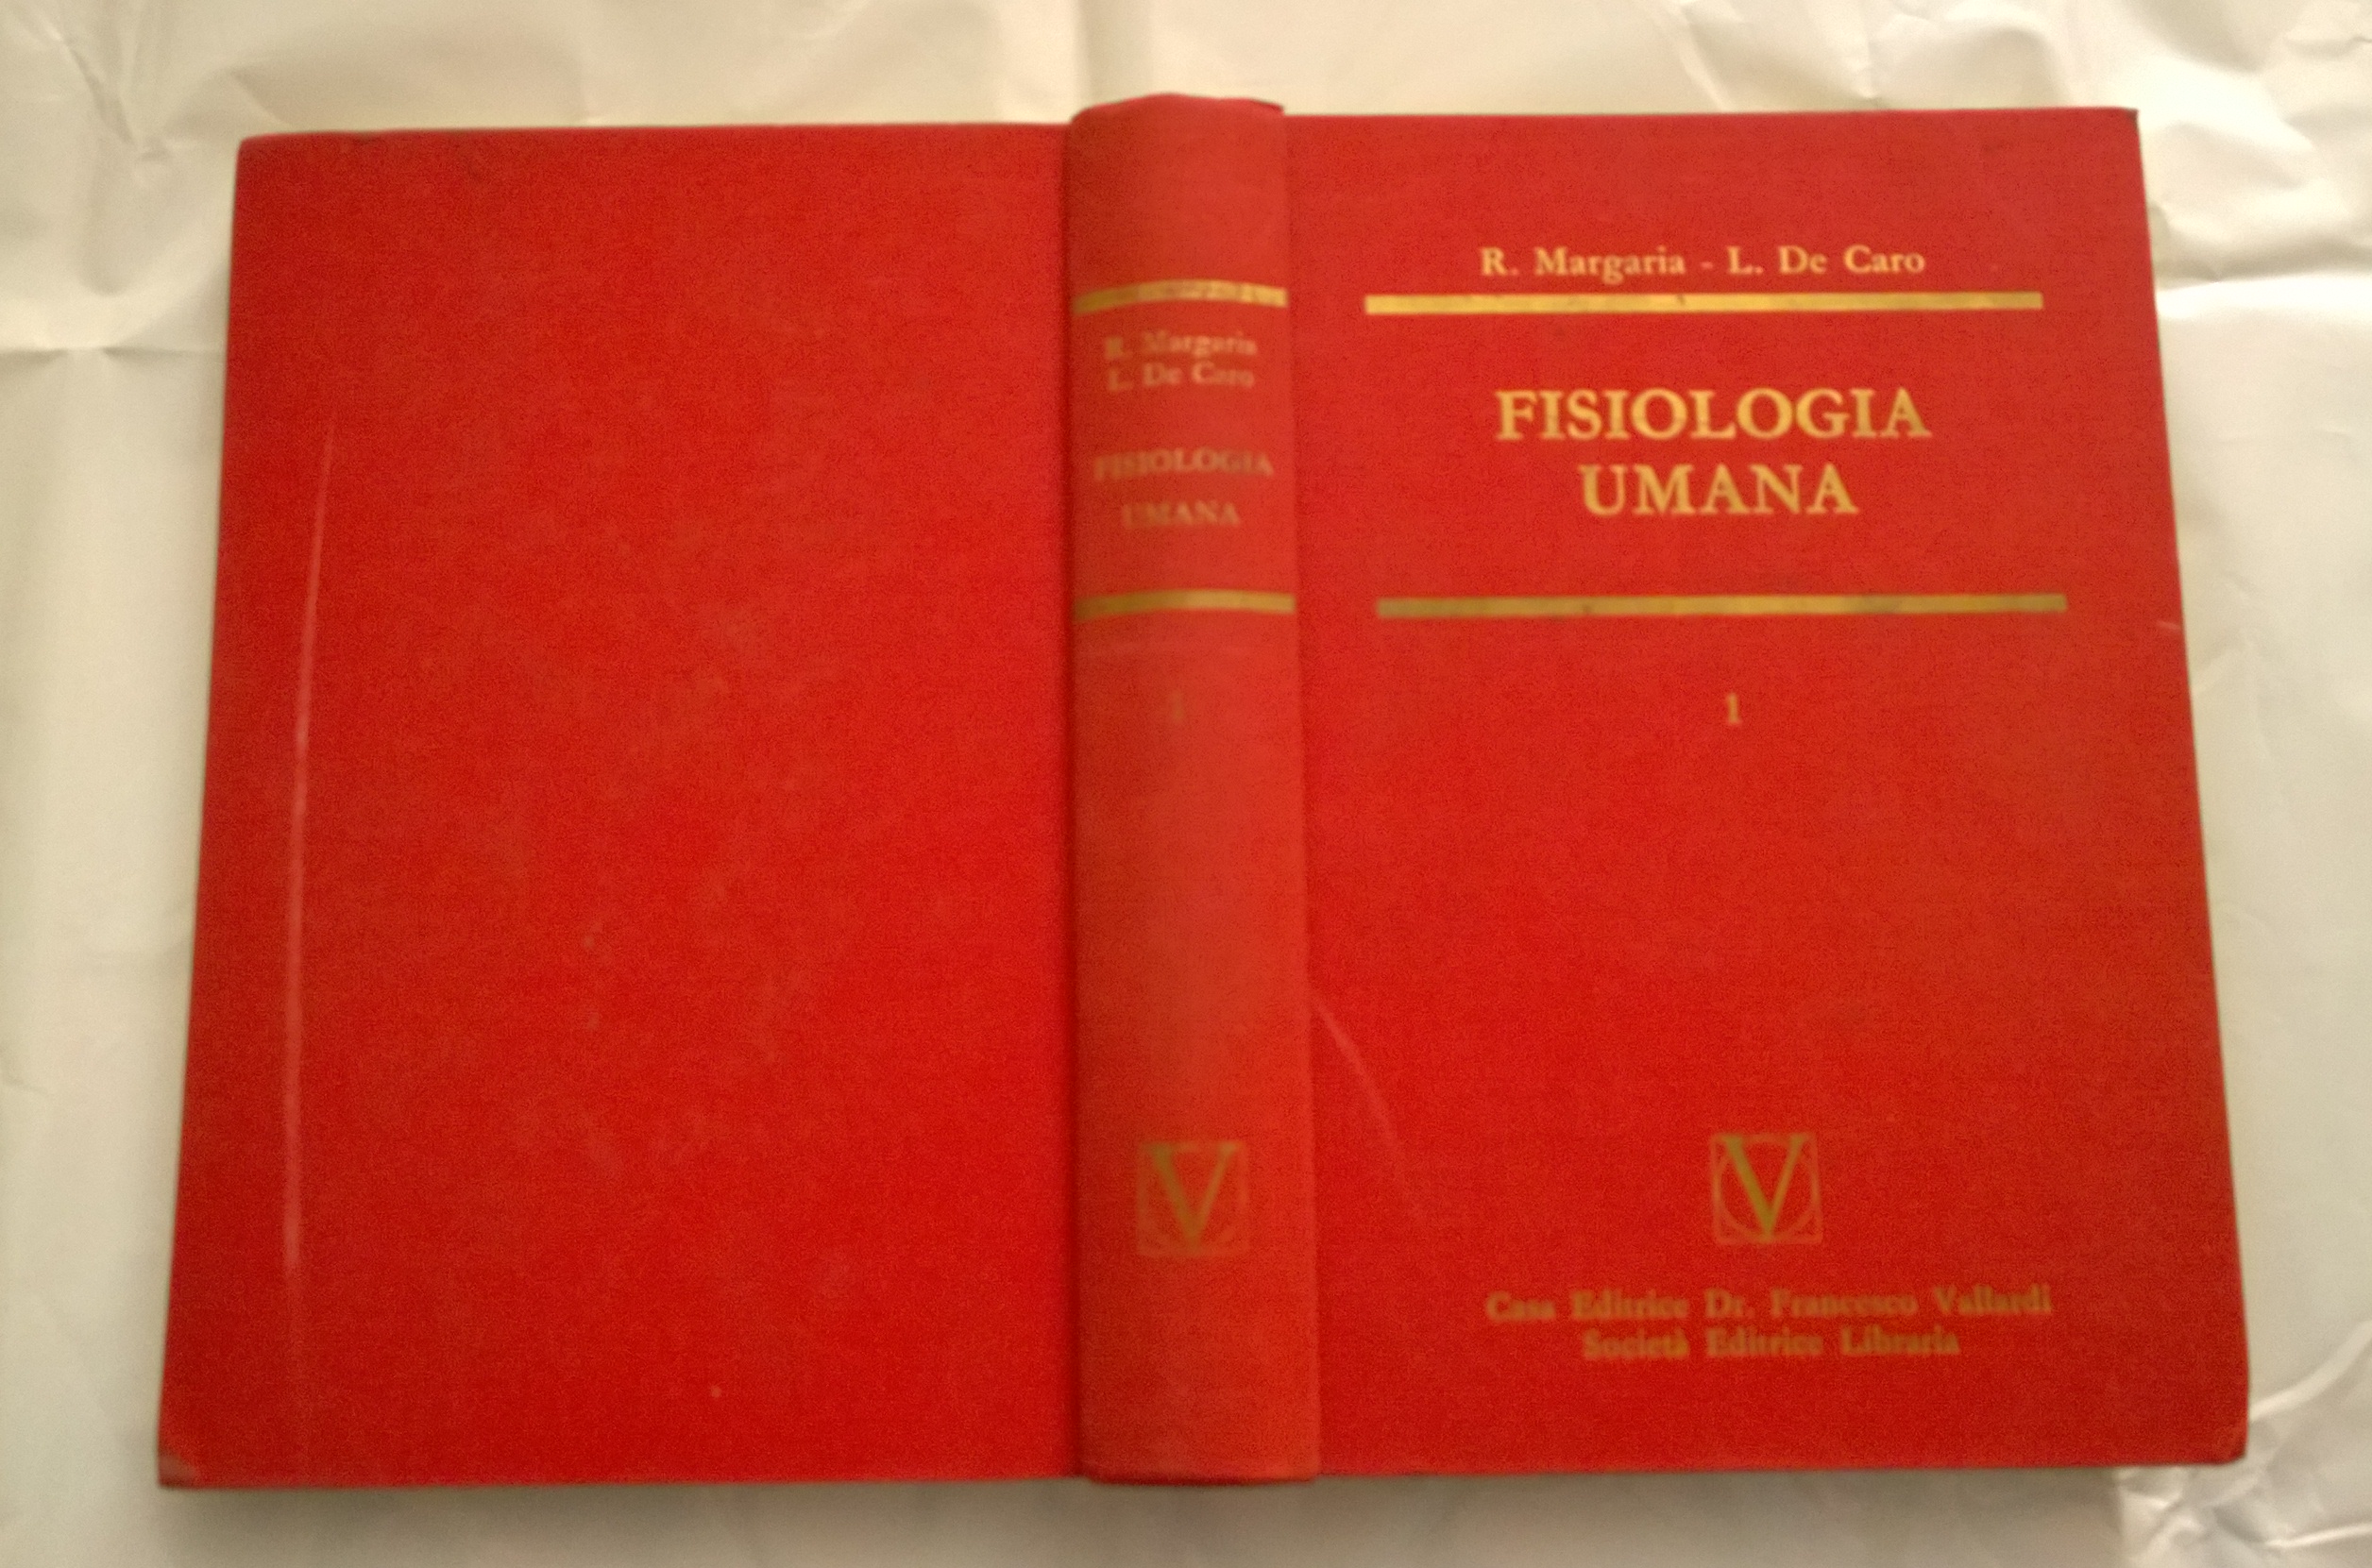 R. Margaria
L. De Caro
FISIOLOGIA
UMANA
1
V
R. Margaria - L. De Caro
FISIOLOGIA
UMANA
1
V
Casa Editrice Dr. Francesco Vallardi
Società Editrice Libraria